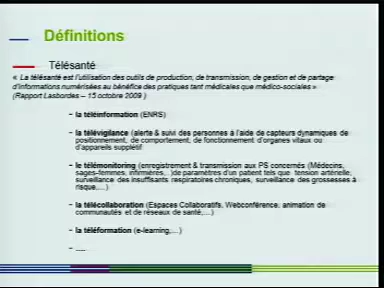 Définitions
Télésanté
« La télésanté est l'utilisation des outils de production, de transmission, de gestion et de partage
d'informations numérisées au bénéfice des pratiques tant médicales que médico-sociales »
(Rapport Lasbordes – 15 octobre 2009 )
– la téléinformation (ENRS)
– la télévigilance (alerte & suivi des personnes à l'aide de capteurs dynamiques de
positionnement, de comportement, de fonctionnement d'organes vitaux ou
d'appareils supplétif
– le télémonitoring (enregistrement & transmission aux PS concernés (Médecins,
sages-femmes, infirmières,..)de paramètres d'un patient tels que tension artérielle,
surveillance des insuffisants respiratoires chroniques, surveillance des grossesses à
risque,…)
– la télécollaboration (Espaces Collaboratifs, Webconférence, animation de
communautés et de réseaux de santé,…)
– la téléformation (e-learning,…)
– ….